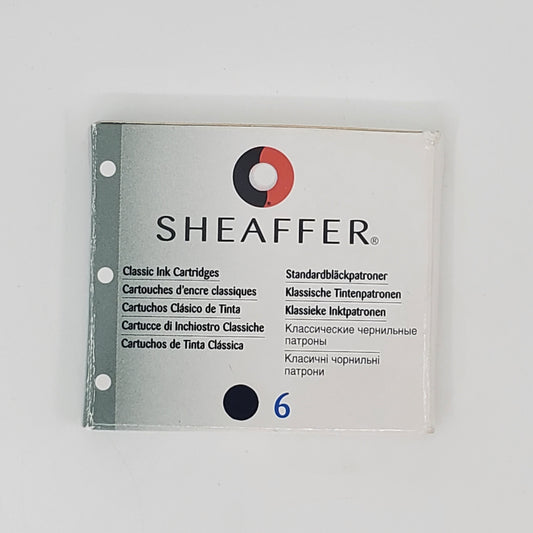 SHEAFFER®
Classic Ink Cartridges
Cartouches d'encre classiques
Cartuchos Clásico de Tinta
Cartucce di Inchiostro Classiche
Cartuchos de Tinta Clássica
Standardbläckpatroner
Klassische Tintenpatronen
Klassieke Inktpatronen
Классические чернильные
патроны
Класичні чорнильні
патрони
6